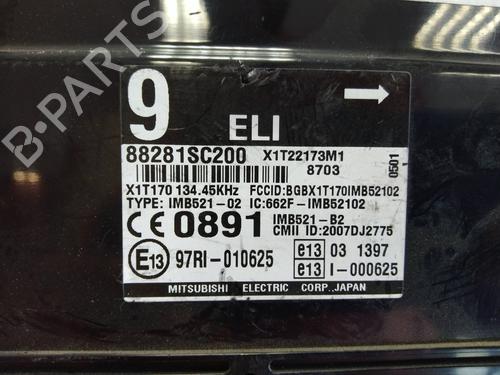 9
ELI
88281SC200 X1T22173M1
8703
0501
X1T170 134.45KHz FCCID:BGBX1T170IMB52102
TYPE: IMB521-02 IC:662F-IMB52102
CE 0891 IMB521-B2
CMII ID:2007DJ2775
E13 97RI-010625 e13 03 1397
e13 I-000625
MITSUBISHI ELECTRIC CORP.,JAPAN
B-PARTS